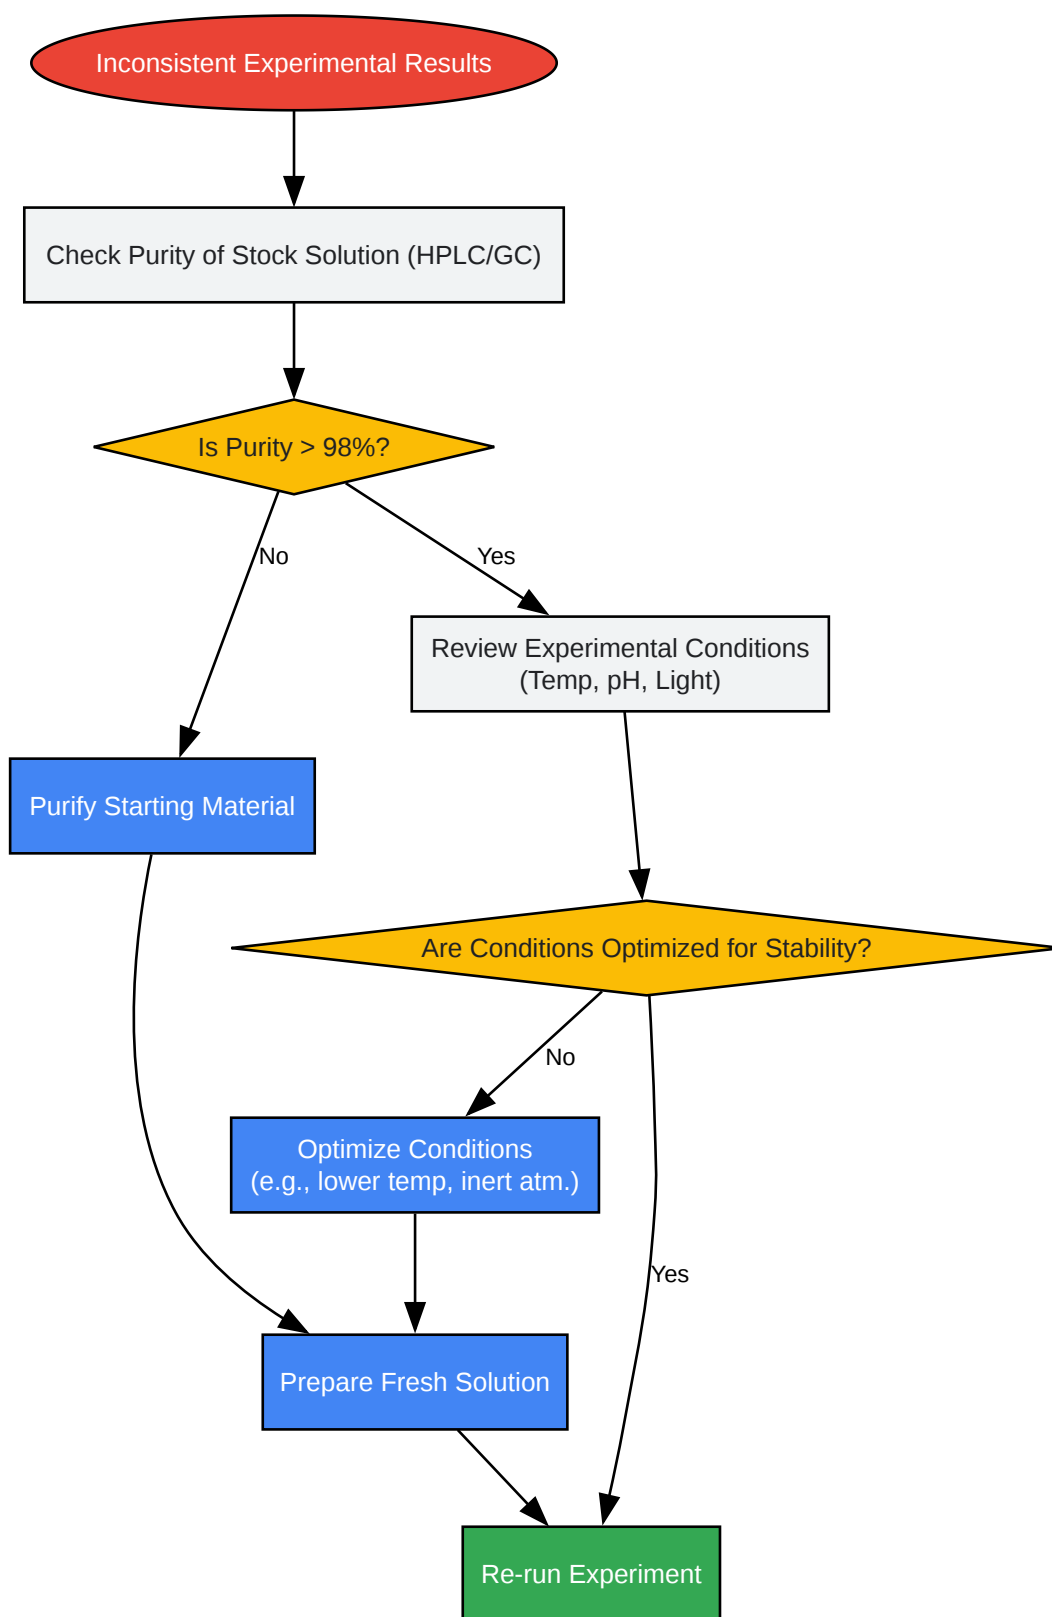 Inconsistent Experimental Results
Check Purity of Stock Solution (HPLC/GC)
Is Purity > 98%?
No
Yes
Review Experimental Conditions
(Temp, pH, Light)
Purify Starting Material
Are Conditions Optimized for Stability?
No
Optimize Conditions
(e.g., lower temp, inert atm.)
Yes
Prepare Fresh Solution
Re-run Experiment